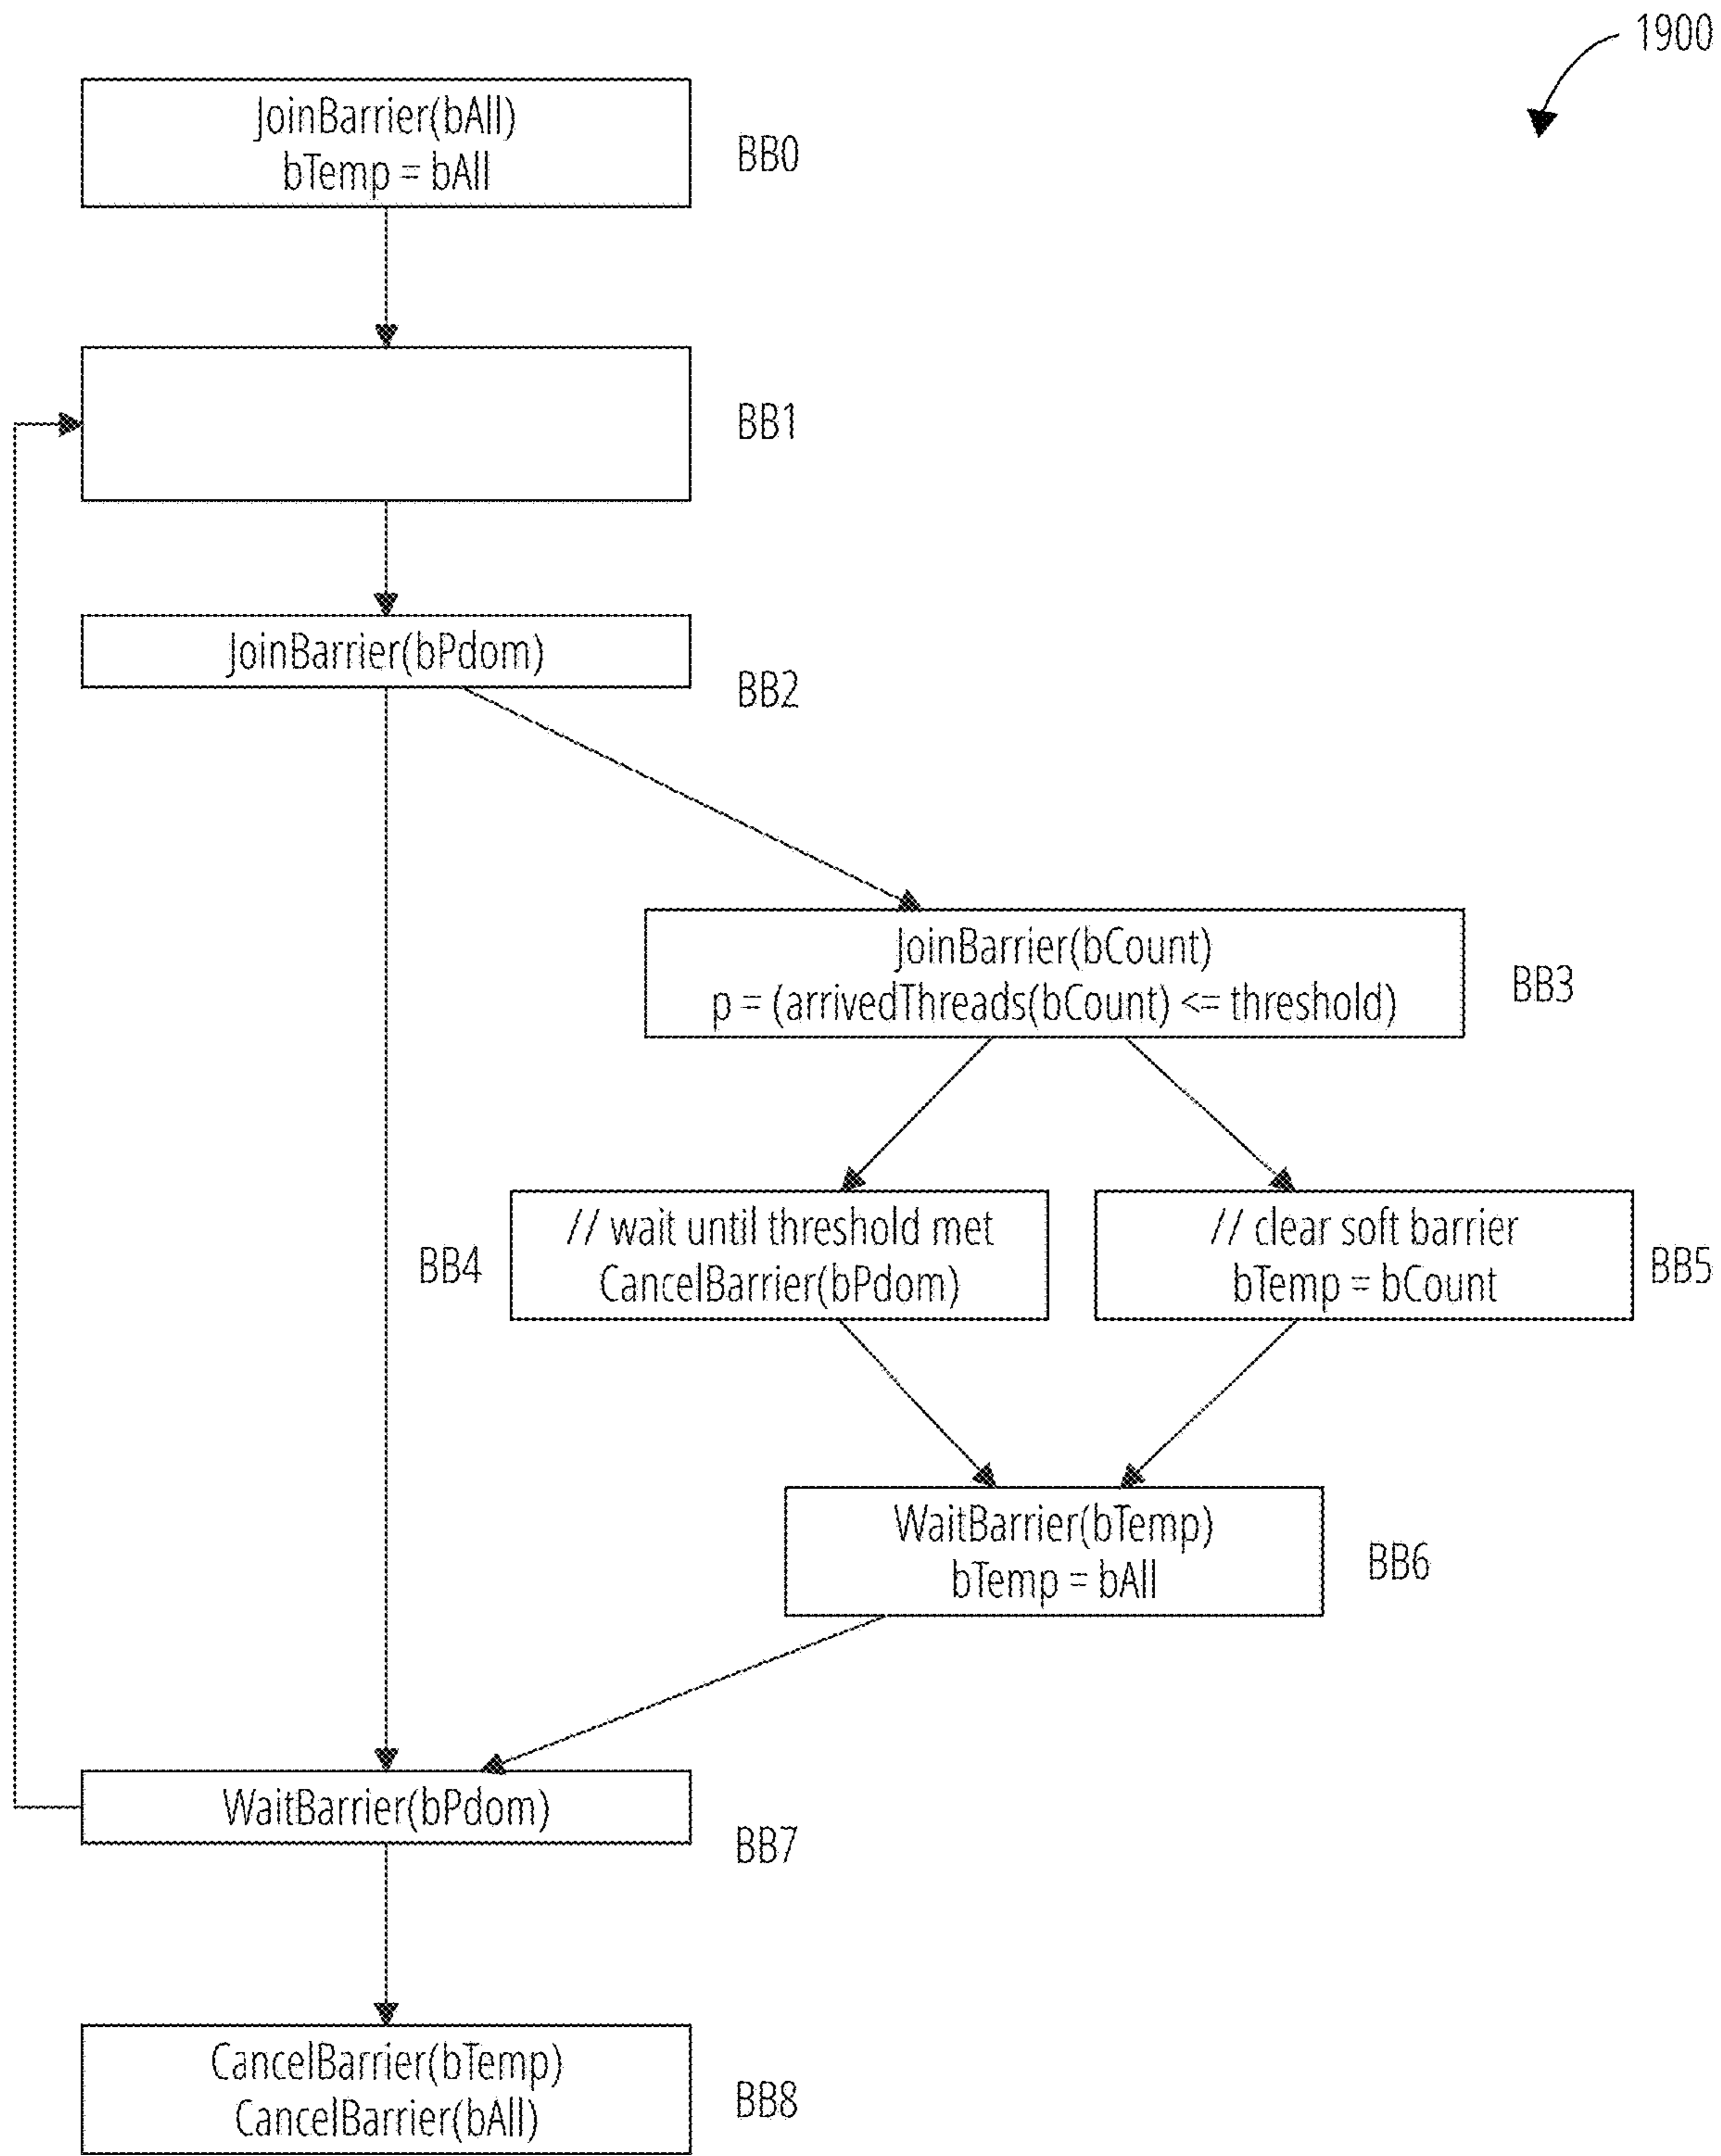 1900
JoinBarrier(bAll)
bTemp = bAll
BB0
BB1
JoinBarrier(bPdom)
BB2
JoinBarrier(bCount)
p = (arrivedThreads(bCount) <= threshold)
BB3
// wait until threshold met
CancelBarrier(bPdom)
BB4
// clear soft barrier
bTemp = bCount
BB5
WaitBarrier(bTemp)
bTemp = bAll
BB6
WaitBarrier(bPdom)
BB7
CancelBarrier(bTemp)
CancelBarrier(bAll)
BB8